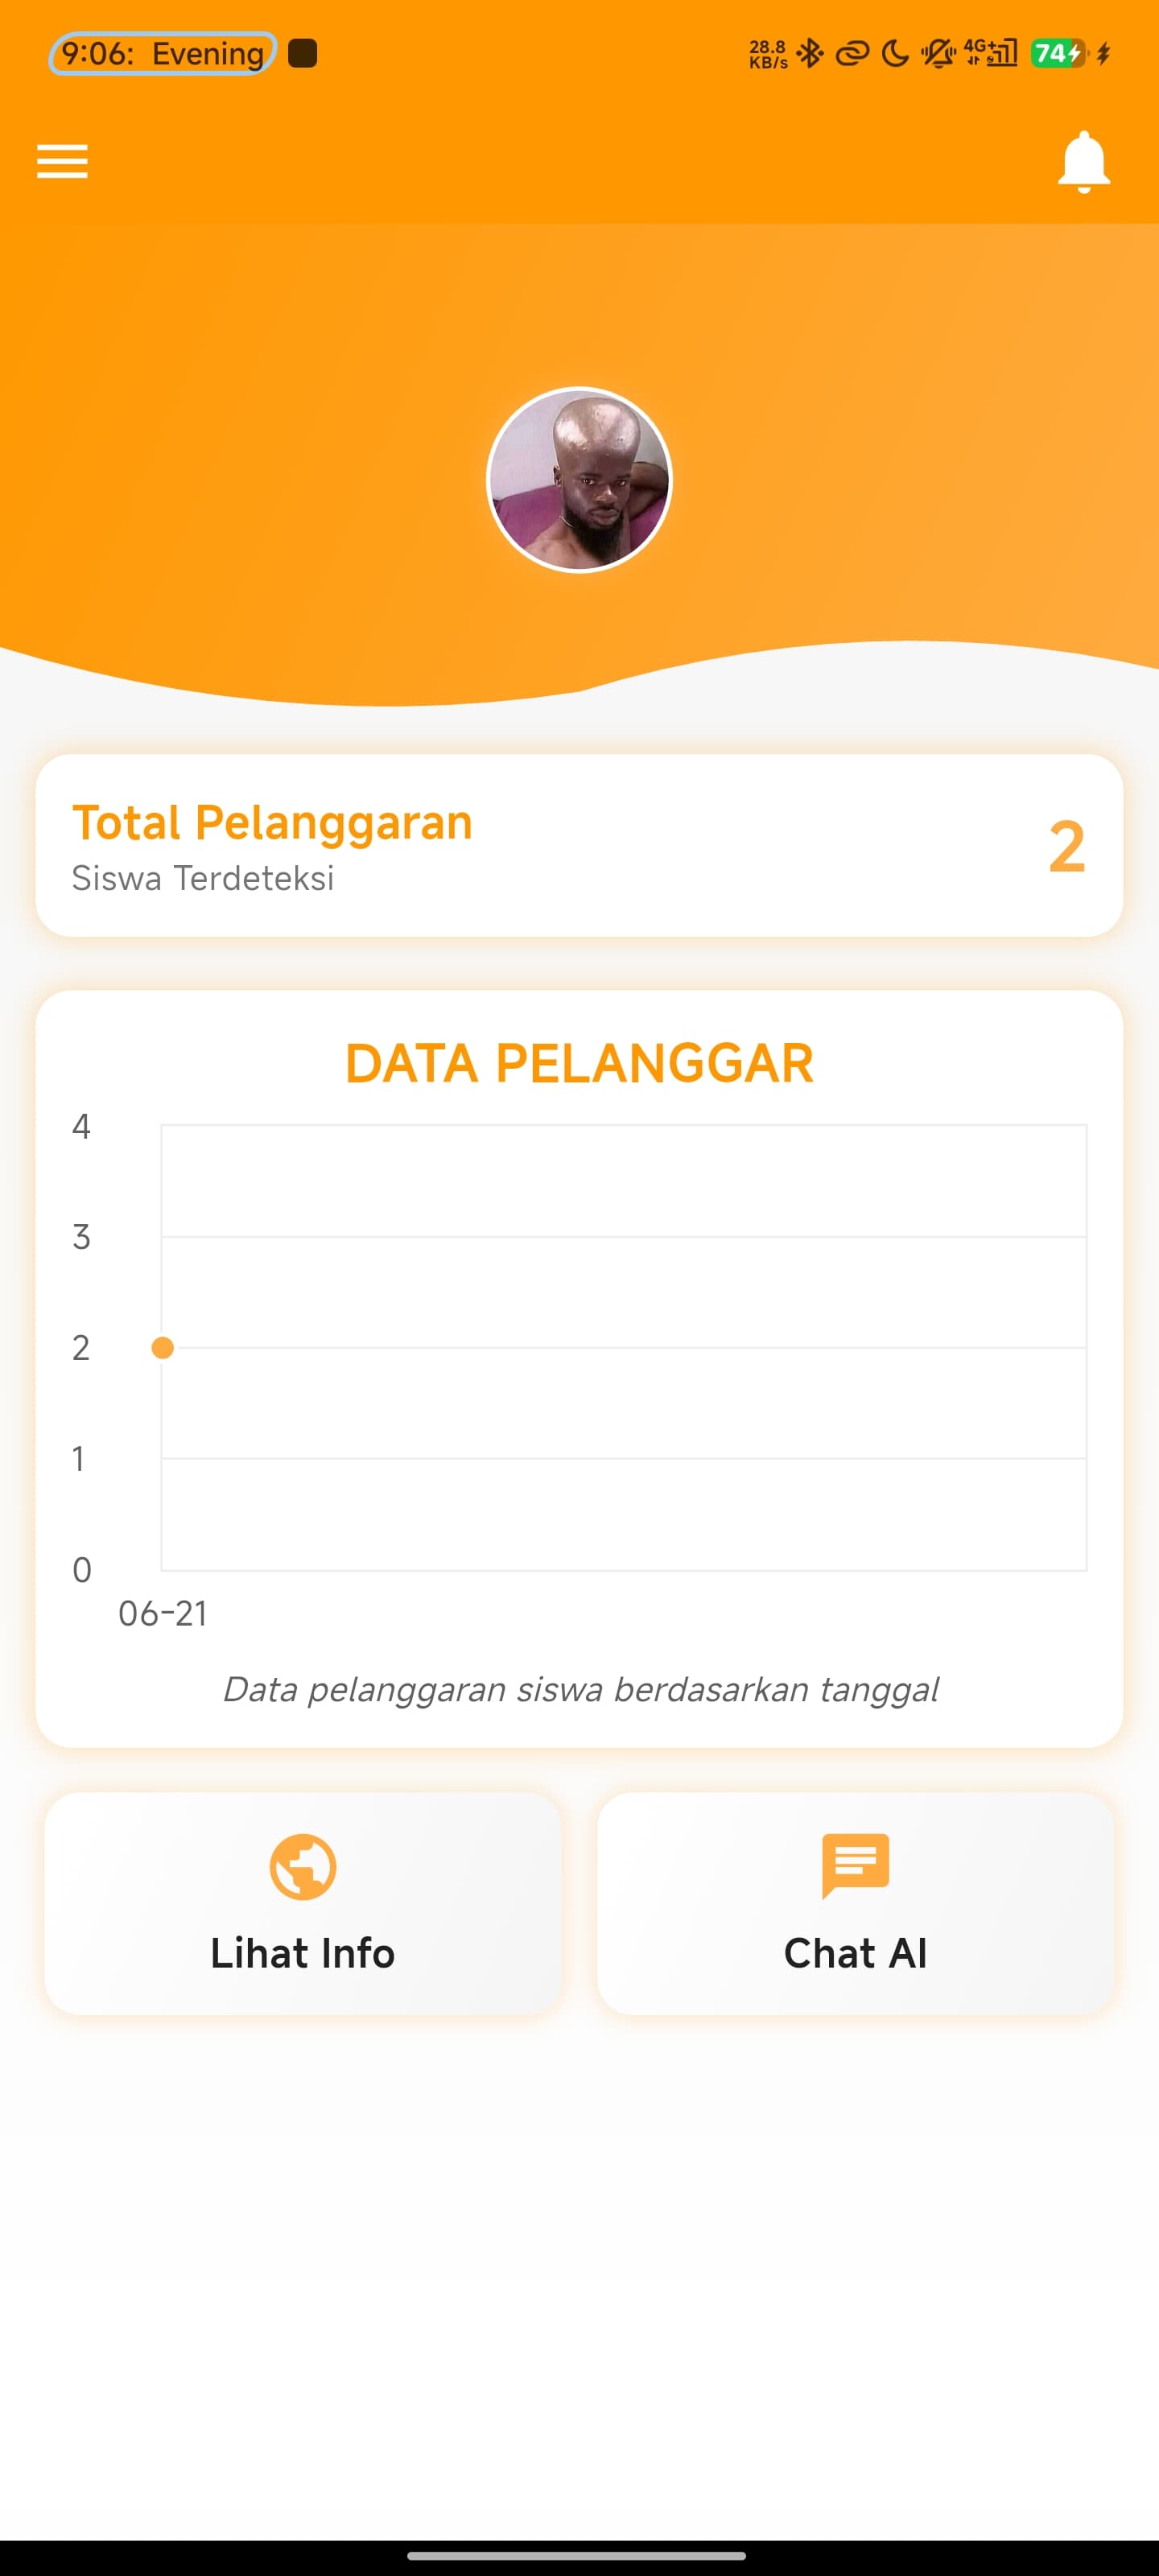 9:06: Evening
28.8 KB/s 4G+ 74
Total Pelanggaran
Siswa Terdeteksi
2
DATA PELANGGAR
4
3
2
1
0
06-21
Data pelanggaran siswa berdasarkan tanggal
Lihat Info
Chat AI